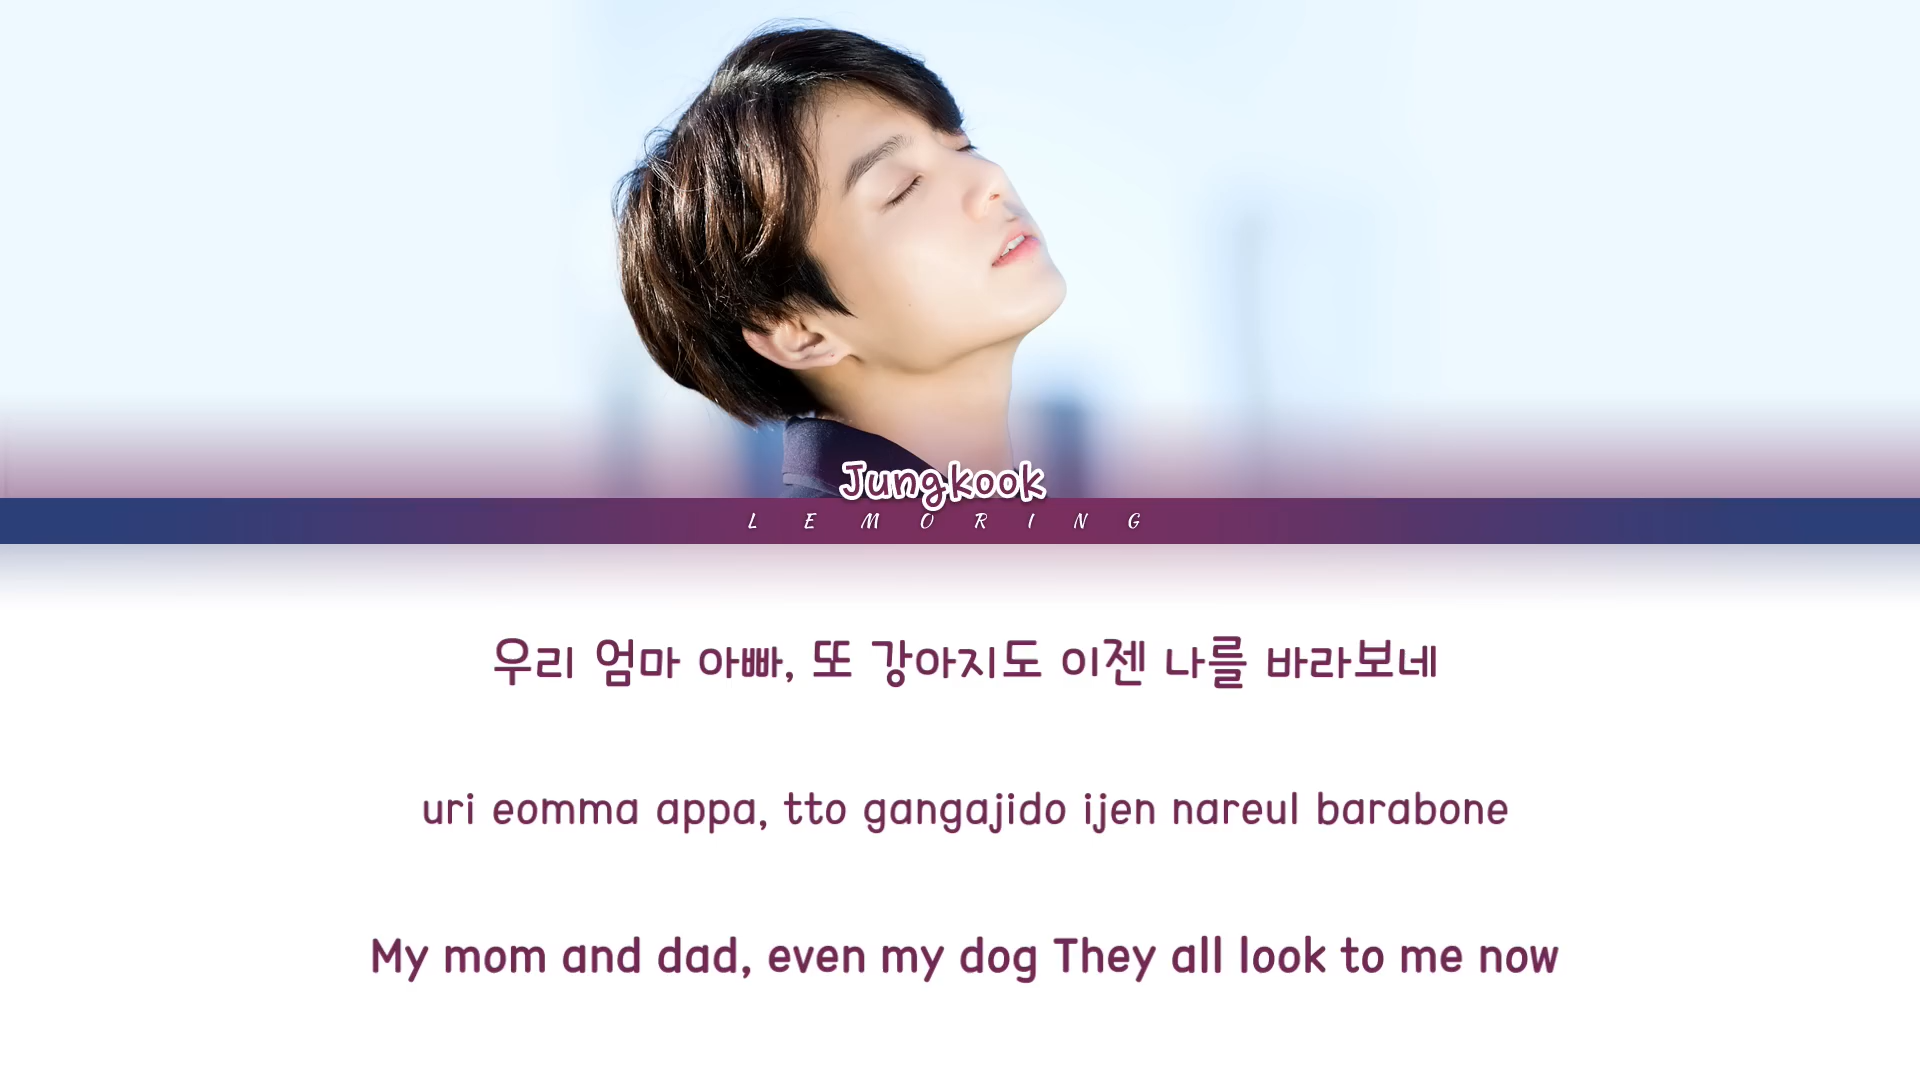 Jungkook
LEMORING
우리 엄마 아빠, 또 강아지도 이젠 나를 바라보네
uri eomma appa, tto gangajido ijen nareul barabone
My mom and dad, even my dog They all look to me now